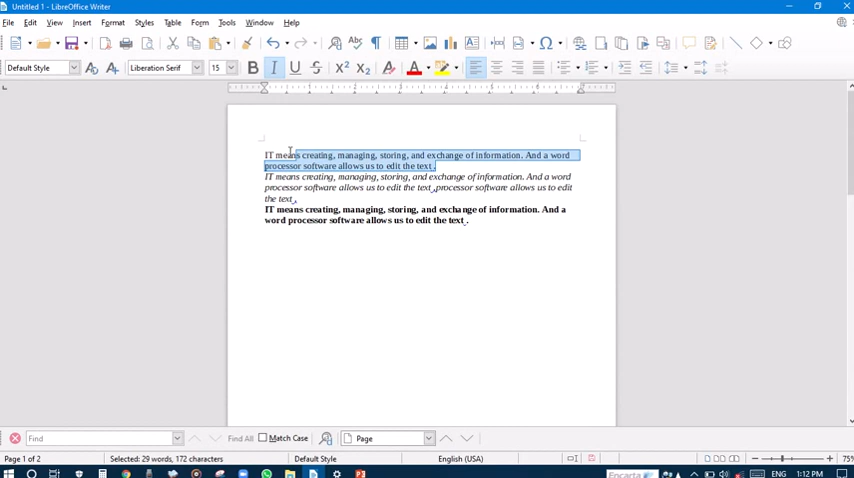 Untitled 1 - LibreOffice Writer
File Edit View Insert Format Styles Table Form Tools Window Help
Default Style Liberation Serif 15
IT means creating, managing, storing, and exchange of information. And a word
processor software allows us to edit the text .
IT means creating, managing, storing, and exchange of information. And a word
processor software allows us to edit the text .processor software allows us to edit
the text .
IT means creating, managing, storing, and exchange of information. And a
word processor software allows us to edit the text .
Find Find All Match Case Page
Page 1 of 2 Selected: 29 words, 172 characters Default Style English (USA) 75%
Encarta ENG 1:12 PM